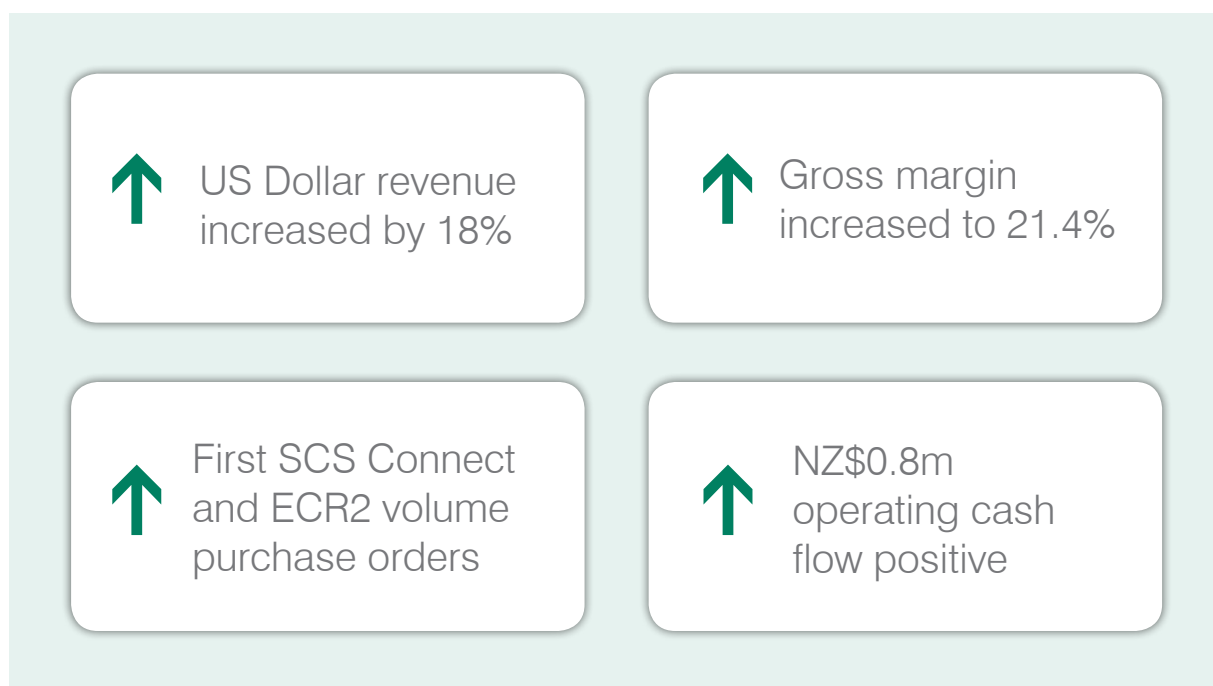 US Dollar revenue
increased by 18%
Gross margin
increased to 21.4%
First SCS Connect
and ECR2 volume
purchase orders
NZ$0.8m
operating cash
flow positive